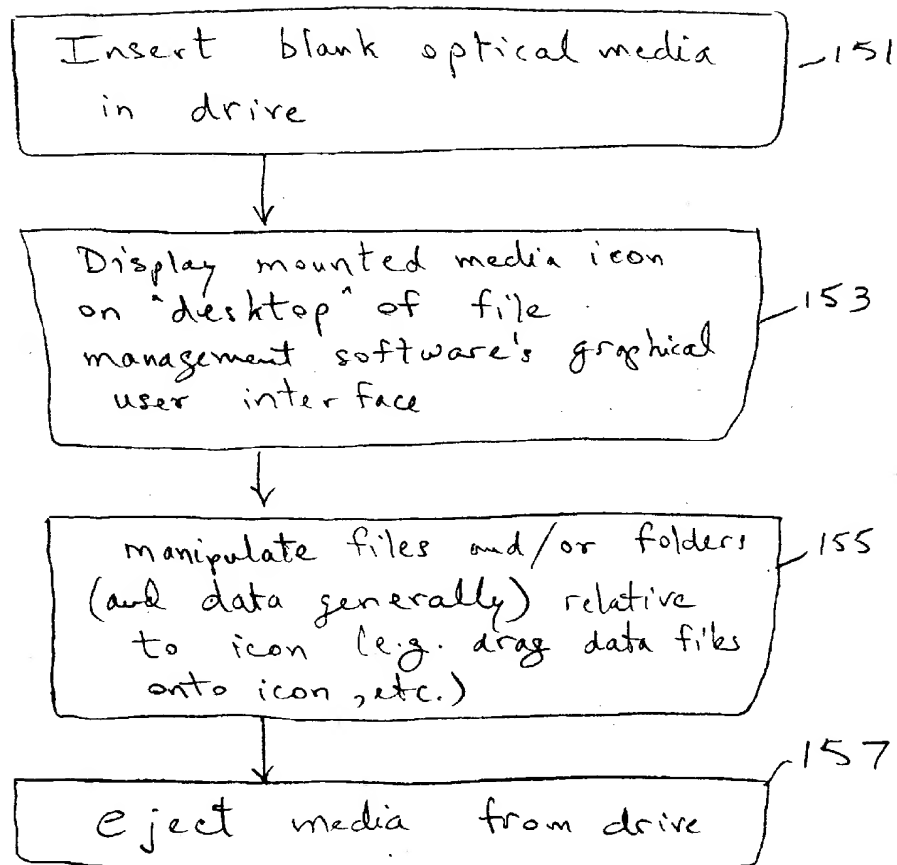 Insert blank optical media
in drive
151
Display mounted media icon
on "desktop" of file
management software's graphical
user interface
153
manipulate files and/or folders
(and data generally) relative
to icon (e.g. drag data files
onto icon, etc.)
155
eject media from drive
157